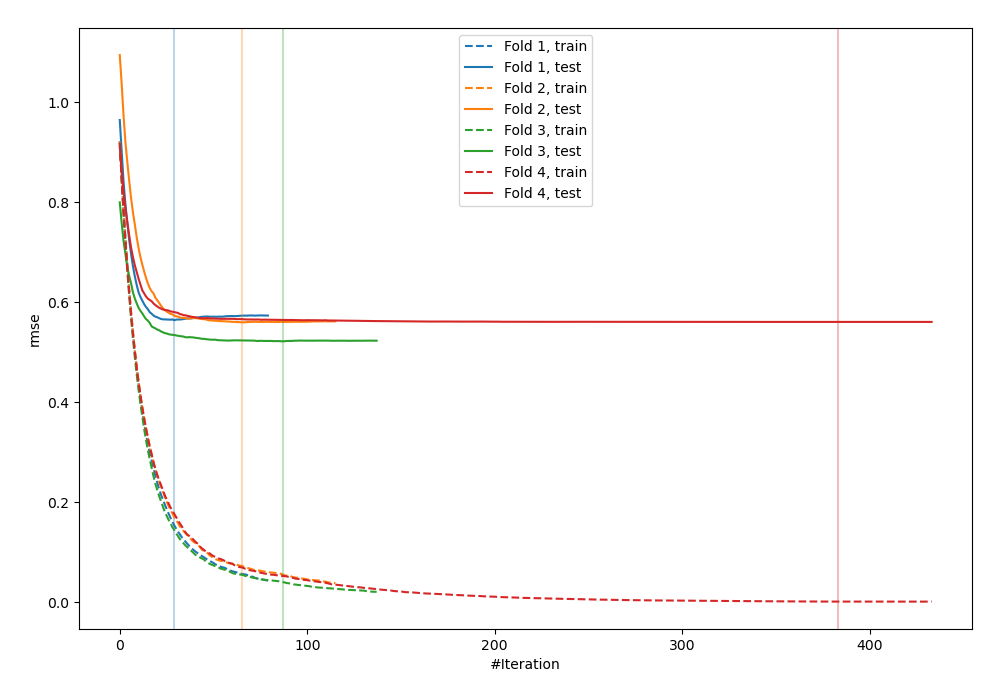 Fold 1, train
Fold 1, test
Fold 2, train
Fold 2, test
Fold 3, train
Fold 3, test
Fold 4, train
Fold 4, test
rmse
1.0
0.8
0.6
0.4
0.2
0.0
0
100
200
300
400
#Iteration